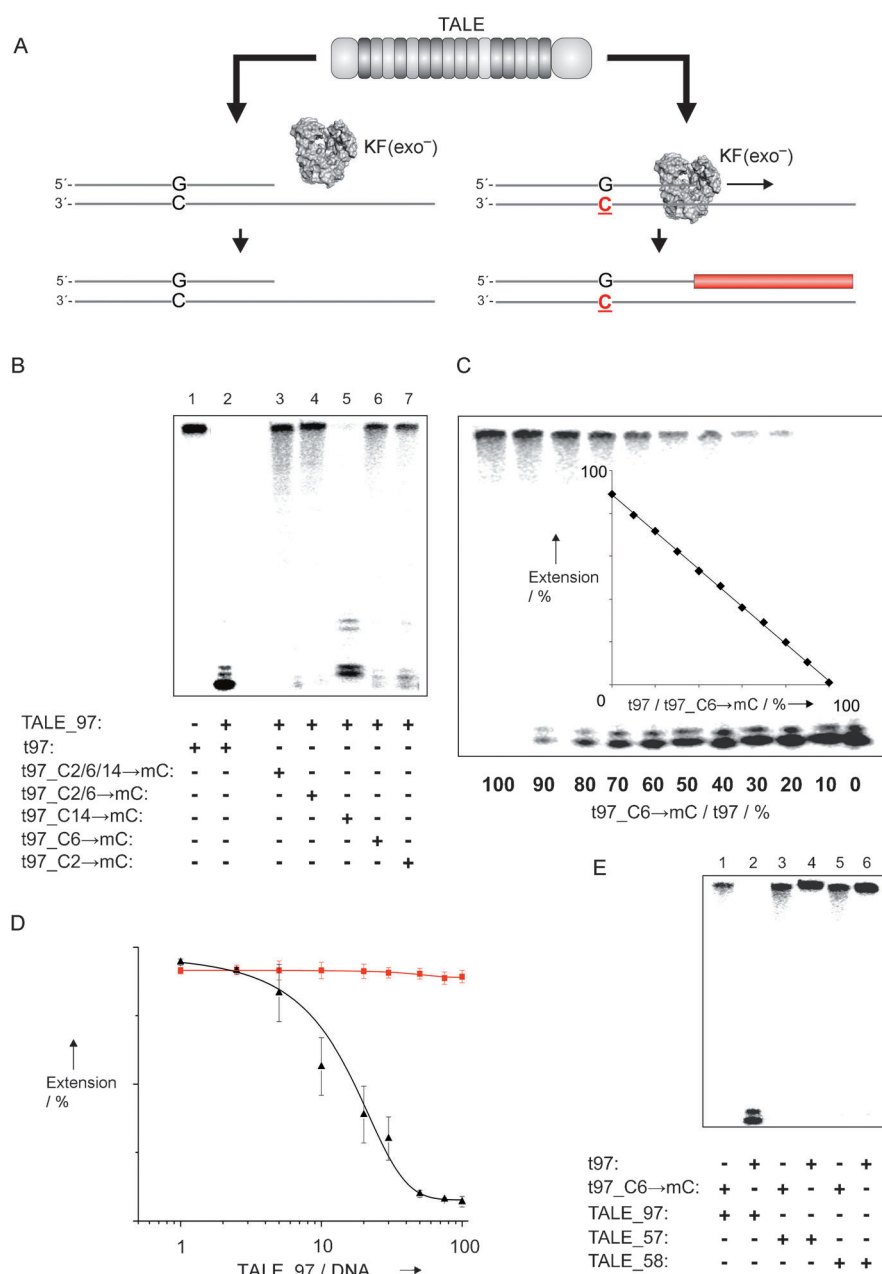 TALE
A
KF(exo⁻)
KF(exo⁻)
5´- G
3´- C
5´- G
3´- C
5´- G
3´- C
5´- G
3´- C
B
1 2 3 4 5 6 7
TALE_97: - + + + + + +
t97: + + - - - - -
t97_C2/6/14→mC: - - + - - - -
t97_C2/6→mC: - - - + - - -
t97_C14→mC: - - - - + - -
t97_C6→mC: - - - - - + -
t97_C2→mC: - - - - - - +
C
100
Extension
/ %
0
t97 / t97_C6→mC / %
100
100 90 80 70 60 50 40 30 20 10 0
t97_C6→mC / t97 / %
D
Extension
/ %
1 10 100
TALE_97 / DNA
E
1 2 3 4 5 6
t97: - + - + - +
t97_C6→mC: + - + - + -
TALE_97: + + - - - -
TALE_57: - - + + - -
TALE_58: - - - - + +